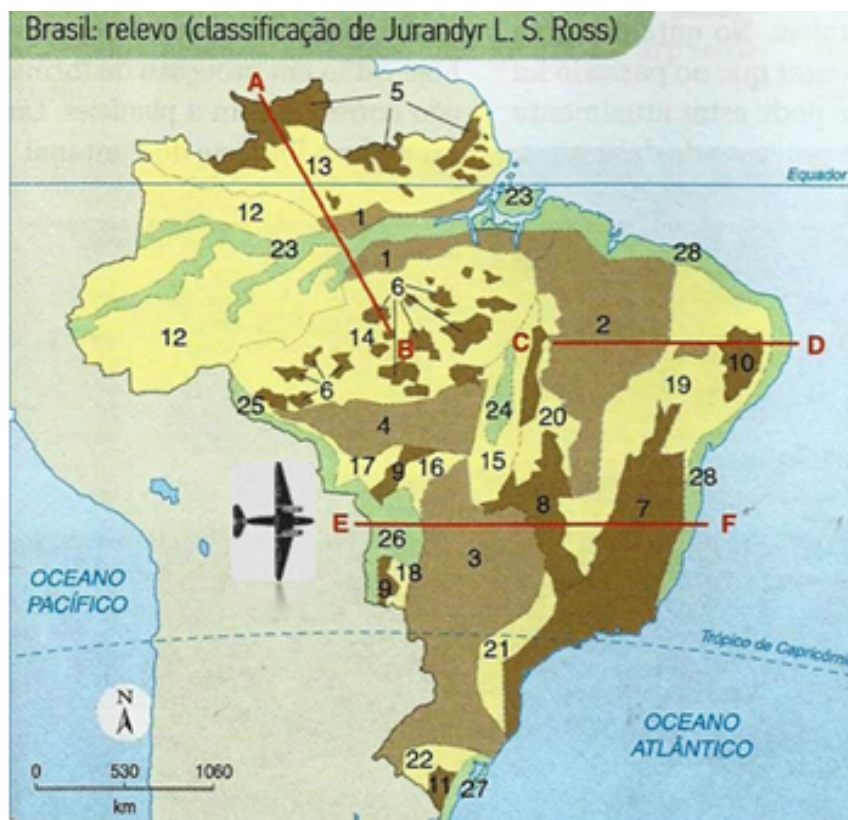 Brasil: relevo (classificação de Jurandyr L. S. Ross)
A
5
13
Equador
12
1
23
23
28
1
6
2
12
14
B
C
D
10
6
19
25
24
20
4
17
9
16
15
28
8
7
E
F
26
3
18
9
OCEANO
PACÍFICO
Trópico de Capricórnio
21
N
OCEANO
ATLÂNTICO
22
0
530
1060
11
27
km